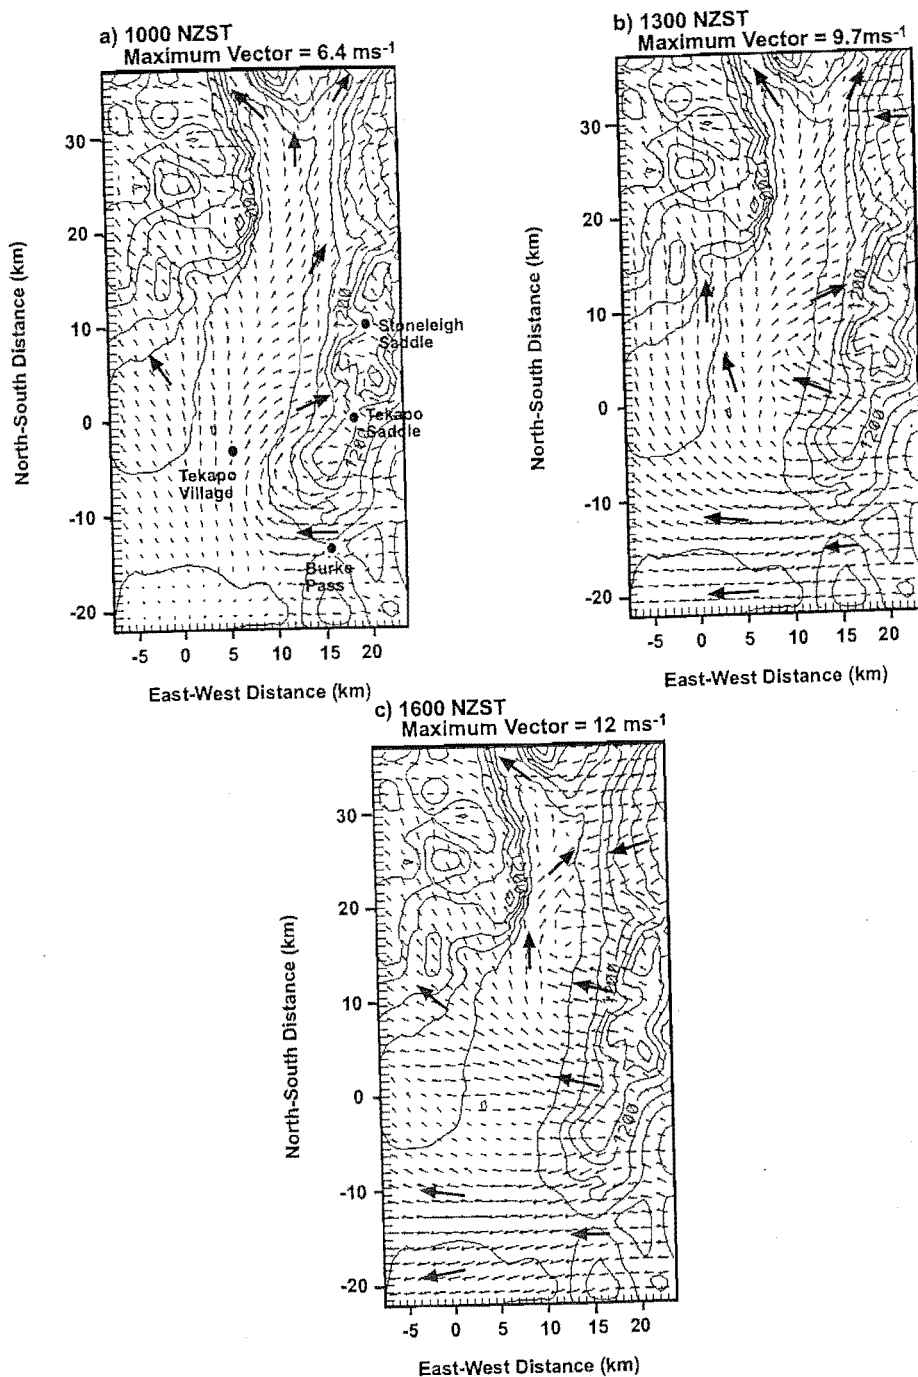 a) 1000 NZST
Maximum Vector = 6.4 ms-1
30
20
10
0
-10
-20
North-South Distance (km)
1200
Stoneleigh
Saddle
Tekapo
Saddle
1200
Tekapo
Village
Burke
Pass
-5 0 5 10 15 20
East-West Distance (km)
b) 1300 NZST
Maximum Vector = 9.7ms-1
30
20
10
0
-10
-20
North-South Distance (km)
1200
1200
-5 0 5 10 15 20
East-West Distance (km)
c) 1600 NZST
Maximum Vector = 12 ms-1
30
20
10
0
-10
-20
North-South Distance (km)
1200
1200
-5 0 5 10 15 20
East-West Distance (km)